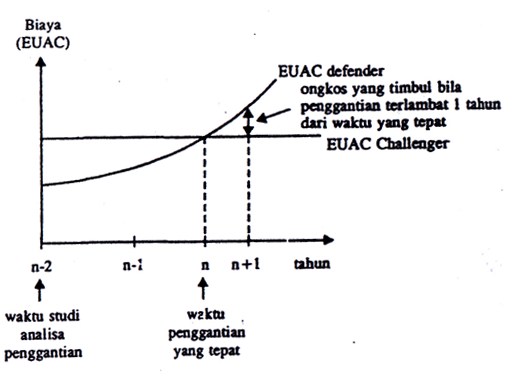 Biaya
(EUAC)
EUAC defender
ongkos yang timbul bila
penggantian terlambat 1 tahun
dari waktu yang tepat
EUAC Challenger
n-2
n-1
n
n+1
tahun
waktu studi
analisa
penggantian
waktu
penggantian
yang tepat